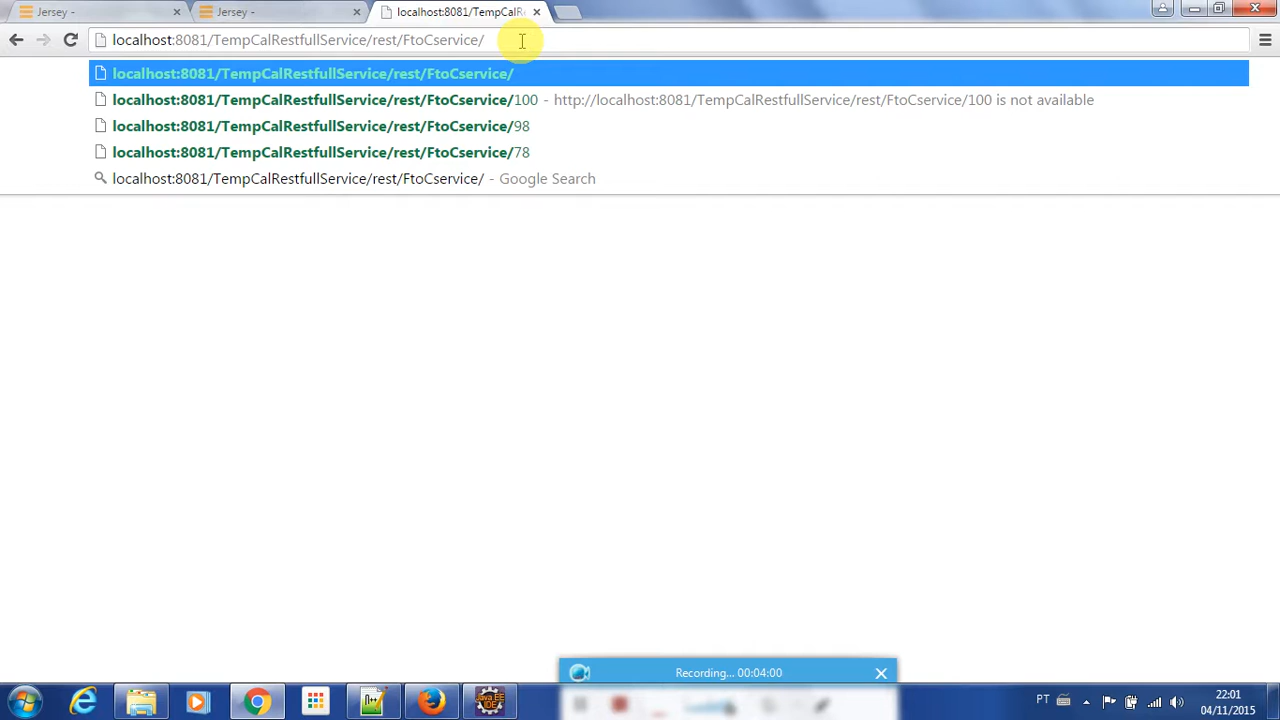 Jersey -
Jersey -
localhost:8081/TempCalR
localhost:8081/TempCalRestfullService/rest/FtoCservice/
localhost:8081/TempCalRestfullService/rest/FtoCservice/
localhost:8081/TempCalRestfullService/rest/FtoCservice/100 - http://localhost:8081/TempCalRestfullService/rest/FtoCservice/100 is not available
localhost:8081/TempCalRestfullService/rest/FtoCservice/98
localhost:8081/TempCalRestfullService/rest/FtoCservice/78
localhost:8081/TempCalRestfullService/rest/FtoCservice/ - Google Search
Recording... 00:04:00
Java EE
IDE
PT
22:01
04/11/2015